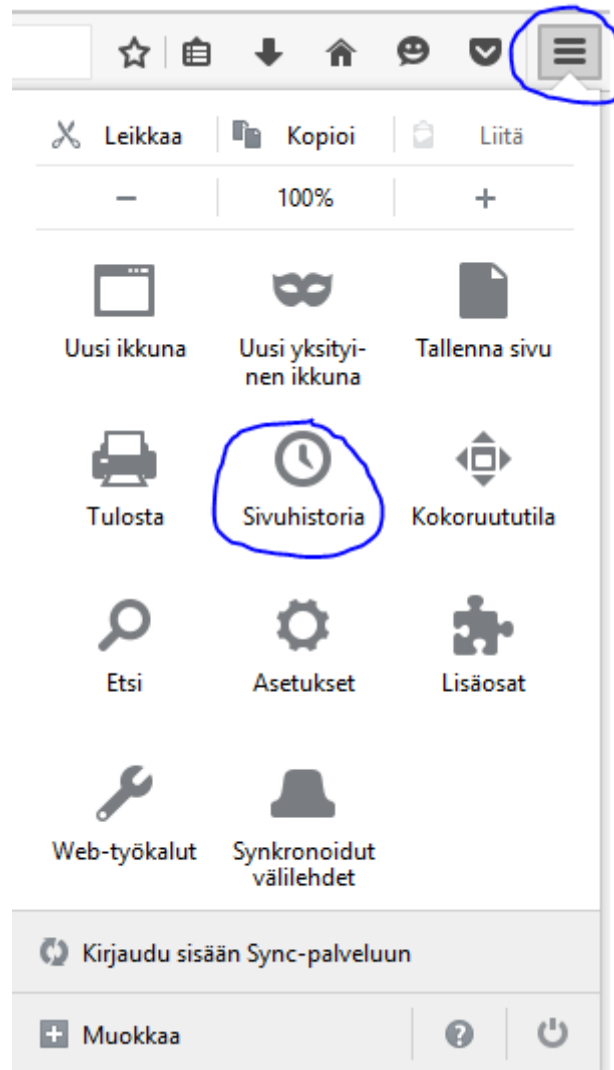 Leikkaa Kopioi Liitä
− 100% +
Uusi ikkuna Uusi yksityi- Tallenna sivu
nen ikkuna
Tulosta Sivuhistoria Kokoruututila
Etsi Asetukset Lisäosat
Web-työkalut Synkronoidut
välilehdet
Kirjaudu sisään Sync-palveluun
Muokkaa